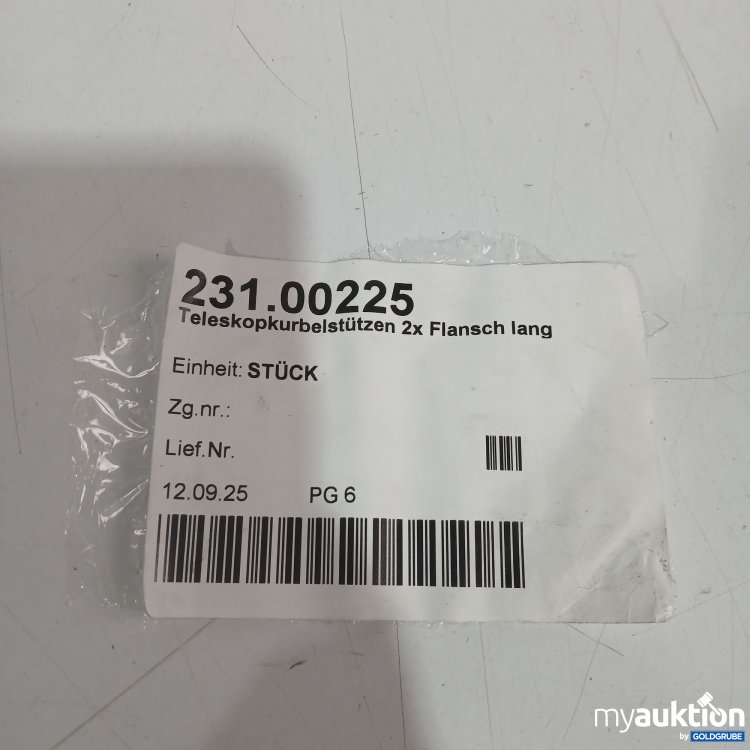 231.00225
Teleskopkurbelstützen 2x Flansch lang
Einheit: STÜCK
Zg.nr.:
Lief.Nr.
12.09.25 PG 6
myauktion
by GOLDGRUBE